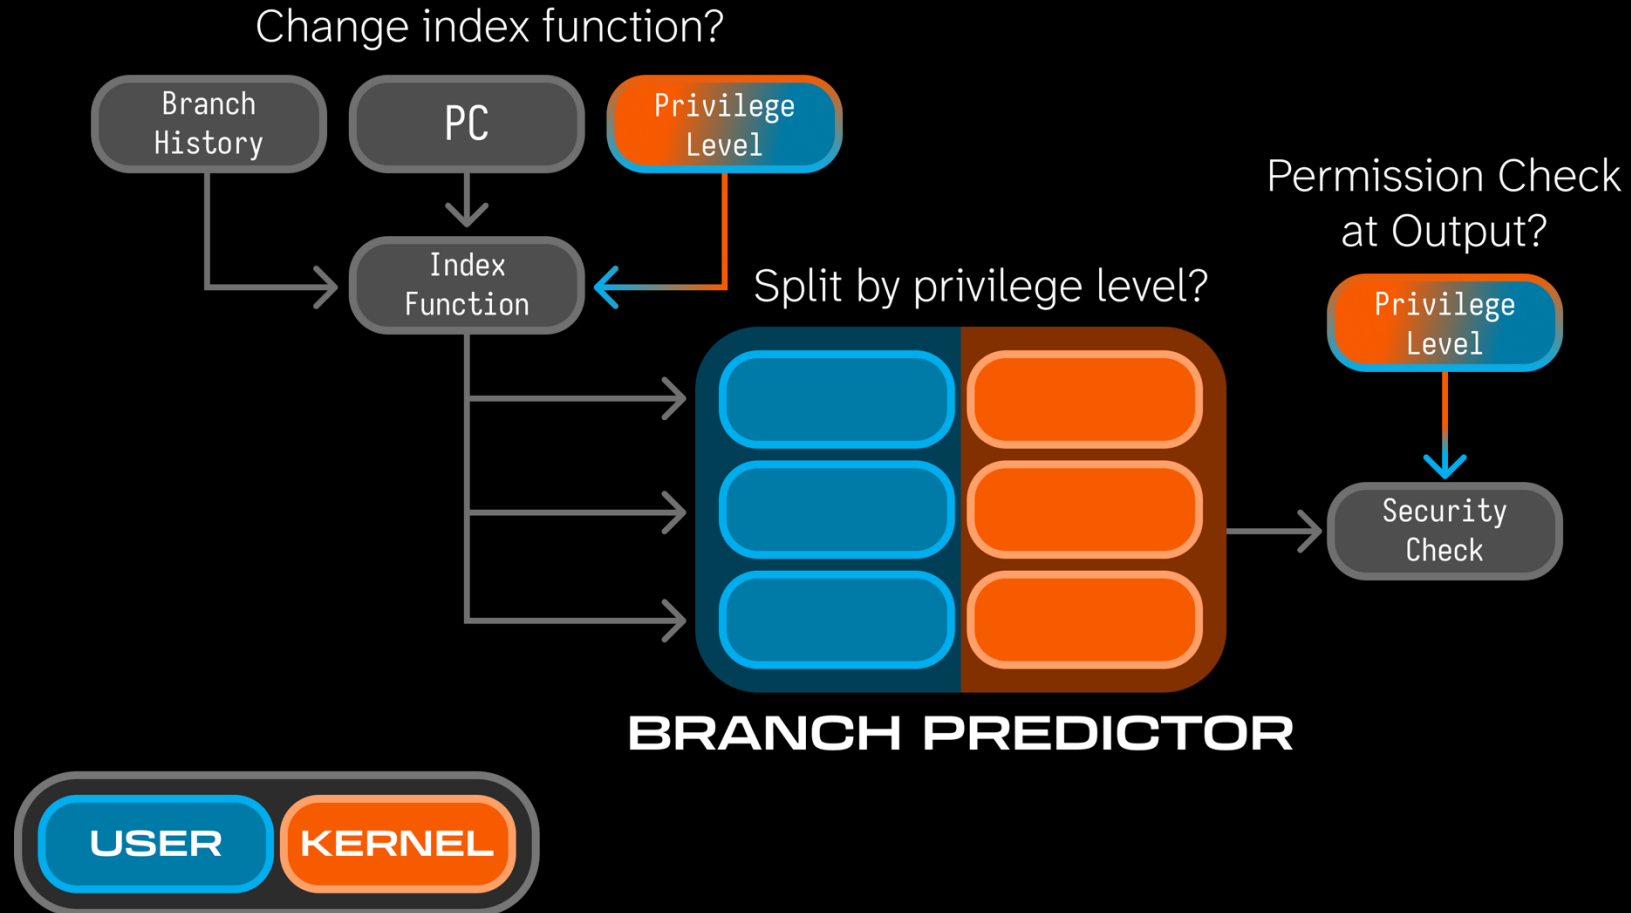 Change index function?
Branch
History
PC
Privilege
Level
Index
Function
Split by privilege level?
Permission Check
at Output?
Privilege
Level
Security
Check
BRANCH PREDICTOR
USER
KERNEL